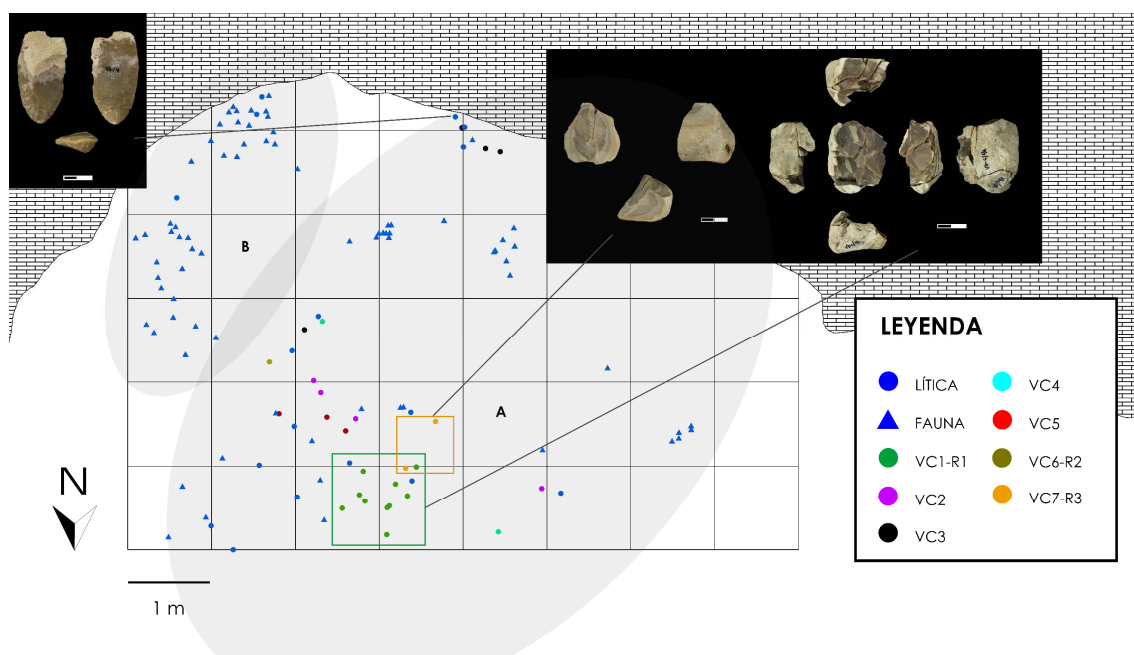 B
A
N
1 m
LEYENDA
LÍTICA
FAUNA
VC1-R1
VC2
VC3
VC4
VC5
VC6-R2
VC7-R3